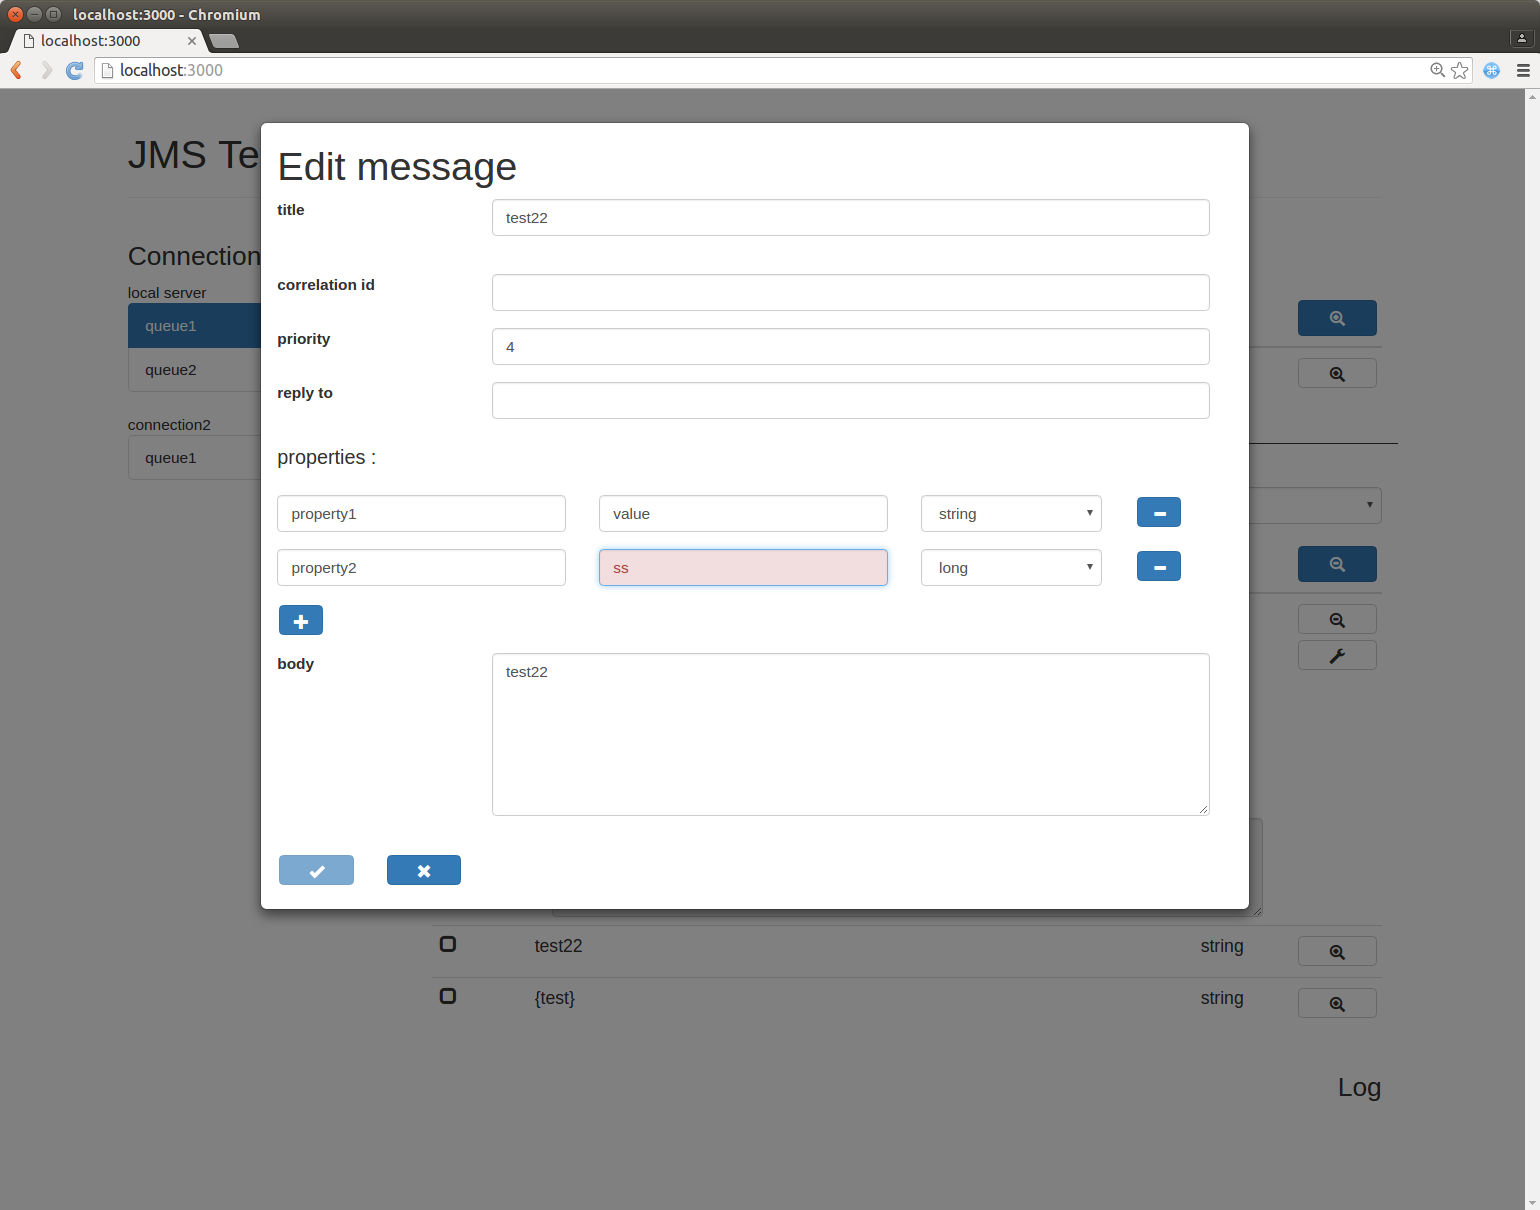 localhost:3000 - Chromium
localhost:3000
localhost:3000
JMS Te
Connection
local server
queue1
queue2
connection2
queue1
Edit message
title
test22
correlation id
priority
4
reply to
properties :
property1 value string
property2 ss long
body
test22
test22 string
{test} string
Log